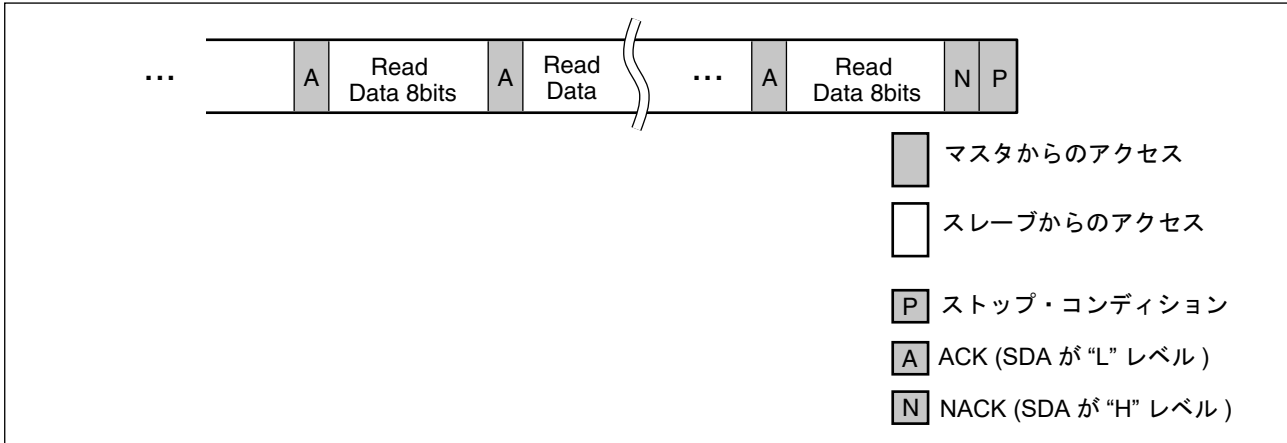 ... A Read Data 8bits A Read Data ... A Read Data 8bits N P
マスタからのアクセス
スレーブからのアクセス
P ストップ・コンディション
A ACK (SDA が “L” レベル )
N NACK (SDA が “H” レベル )